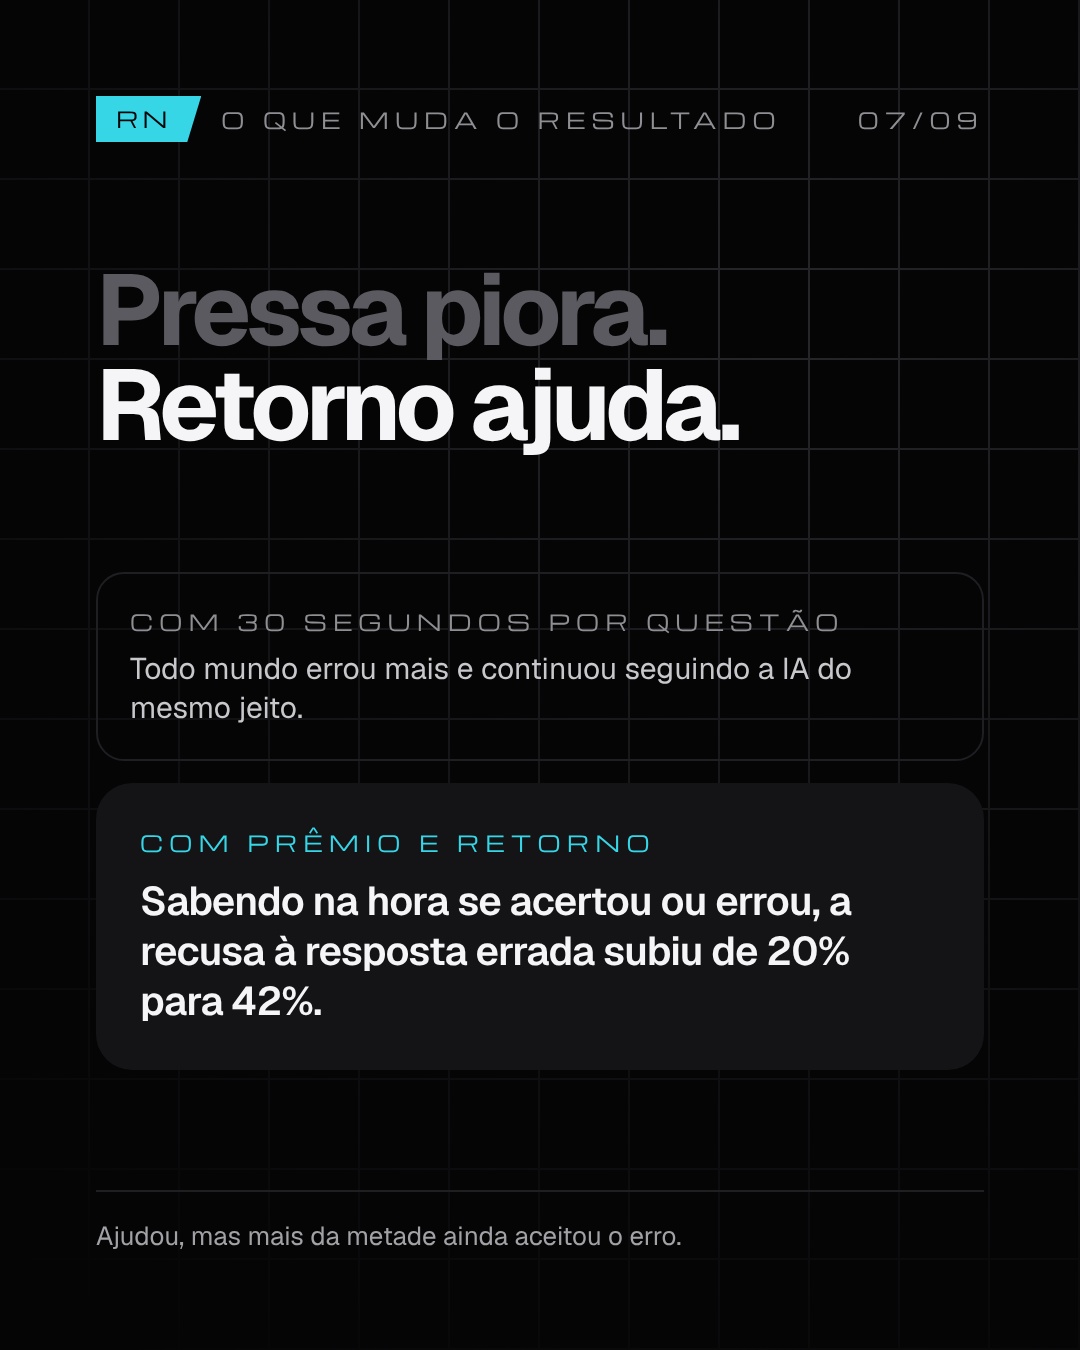 RN O QUE MUDA O RESULTADO 07/09
Pressa piora.
Retorno ajuda.
COM 30 SEGUNDOS POR QUESTÃO
Todo mundo errou mais e continuou seguindo a IA do
mesmo jeito.
COM PRÊMIO E RETORNO
Sabendo na hora se acertou ou errou, a
recusa à resposta errada subiu de 20%
para 42%.
Ajudou, mas mais da metade ainda aceitou o erro.